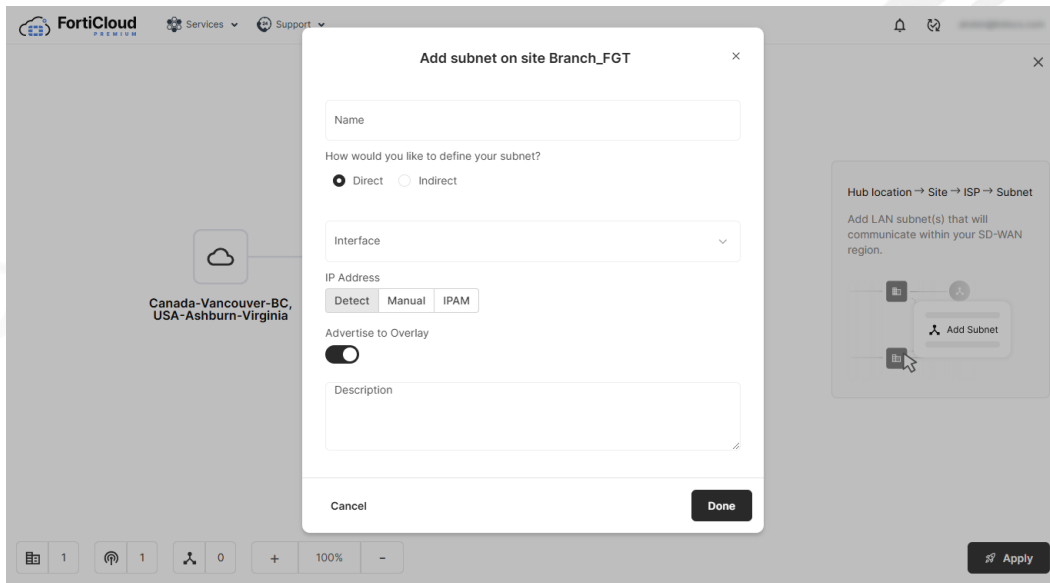 FortiCloud
PREMIUM
Services
Support
Add subnet on site Branch_FGT
Name
How would you like to define your subnet?
Direct
Indirect
Interface
IP Address
Detect
Manual
IPAM
Advertise to Overlay
Description
Cancel
Done
Canada-Vancouver-BC,
USA-Ashburn-Virginia
Hub location → Site → ISP → Subnet
Add LAN subnet(s) that will
communicate within your SD-WAN
region.
Add Subnet
1
1
0
+
100%
-
Apply